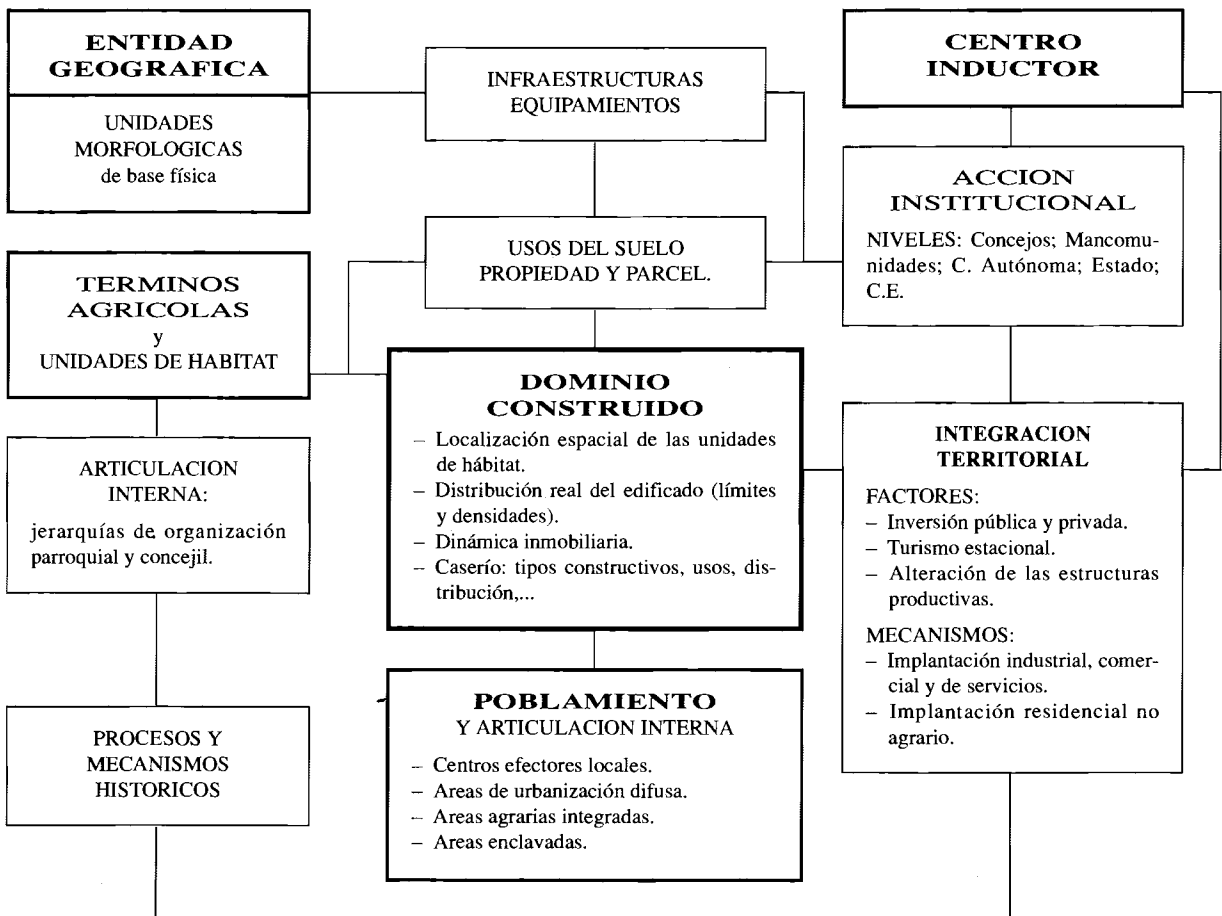 ENTIDAD
GEOGRAFICA
UNIDADES
MORFOLOGICAS
de base física
INFRAESTRUCTURAS
EQUIPAMIENTOS
CENTRO
INDUCTOR
ACCION
INSTITUCIONAL
NIVELES: Concejos; Mancomu-
nidades; C. Autónoma; Estado;
C.E.
USOS DEL SUELO
PROPIEDAD Y PARCEL.
TERMINOS
AGRICOLAS
y
UNIDADES DE HABITAT
DOMINIO
CONSTRUIDO
– Localización espacial de las unidades
de hábitat.
– Distribución real del edificado (límites
y densidades).
– Dinámica inmobiliaria.
– Caserío: tipos constructivos, usos, dis-
tribución,...
INTEGRACION
TERRITORIAL
FACTORES:
– Inversión pública y privada.
– Turismo estacional.
– Alteración de las estructuras
productivas.
MECANISMOS:
– Implantación industrial, comer-
cial y de servicios.
– Implantación residencial no
agrario.
ARTICULACION
INTERNA:
jerarquías de organización
parroquial y concejil.
PROCESOS Y
MECANISMOS
HISTORICOS
POBLAMIENTO
Y ARTICULACION INTERNA
– Centros efectores locales.
– Areas de urbanización difusa.
– Areas agrarias integradas.
– Areas enclavadas.